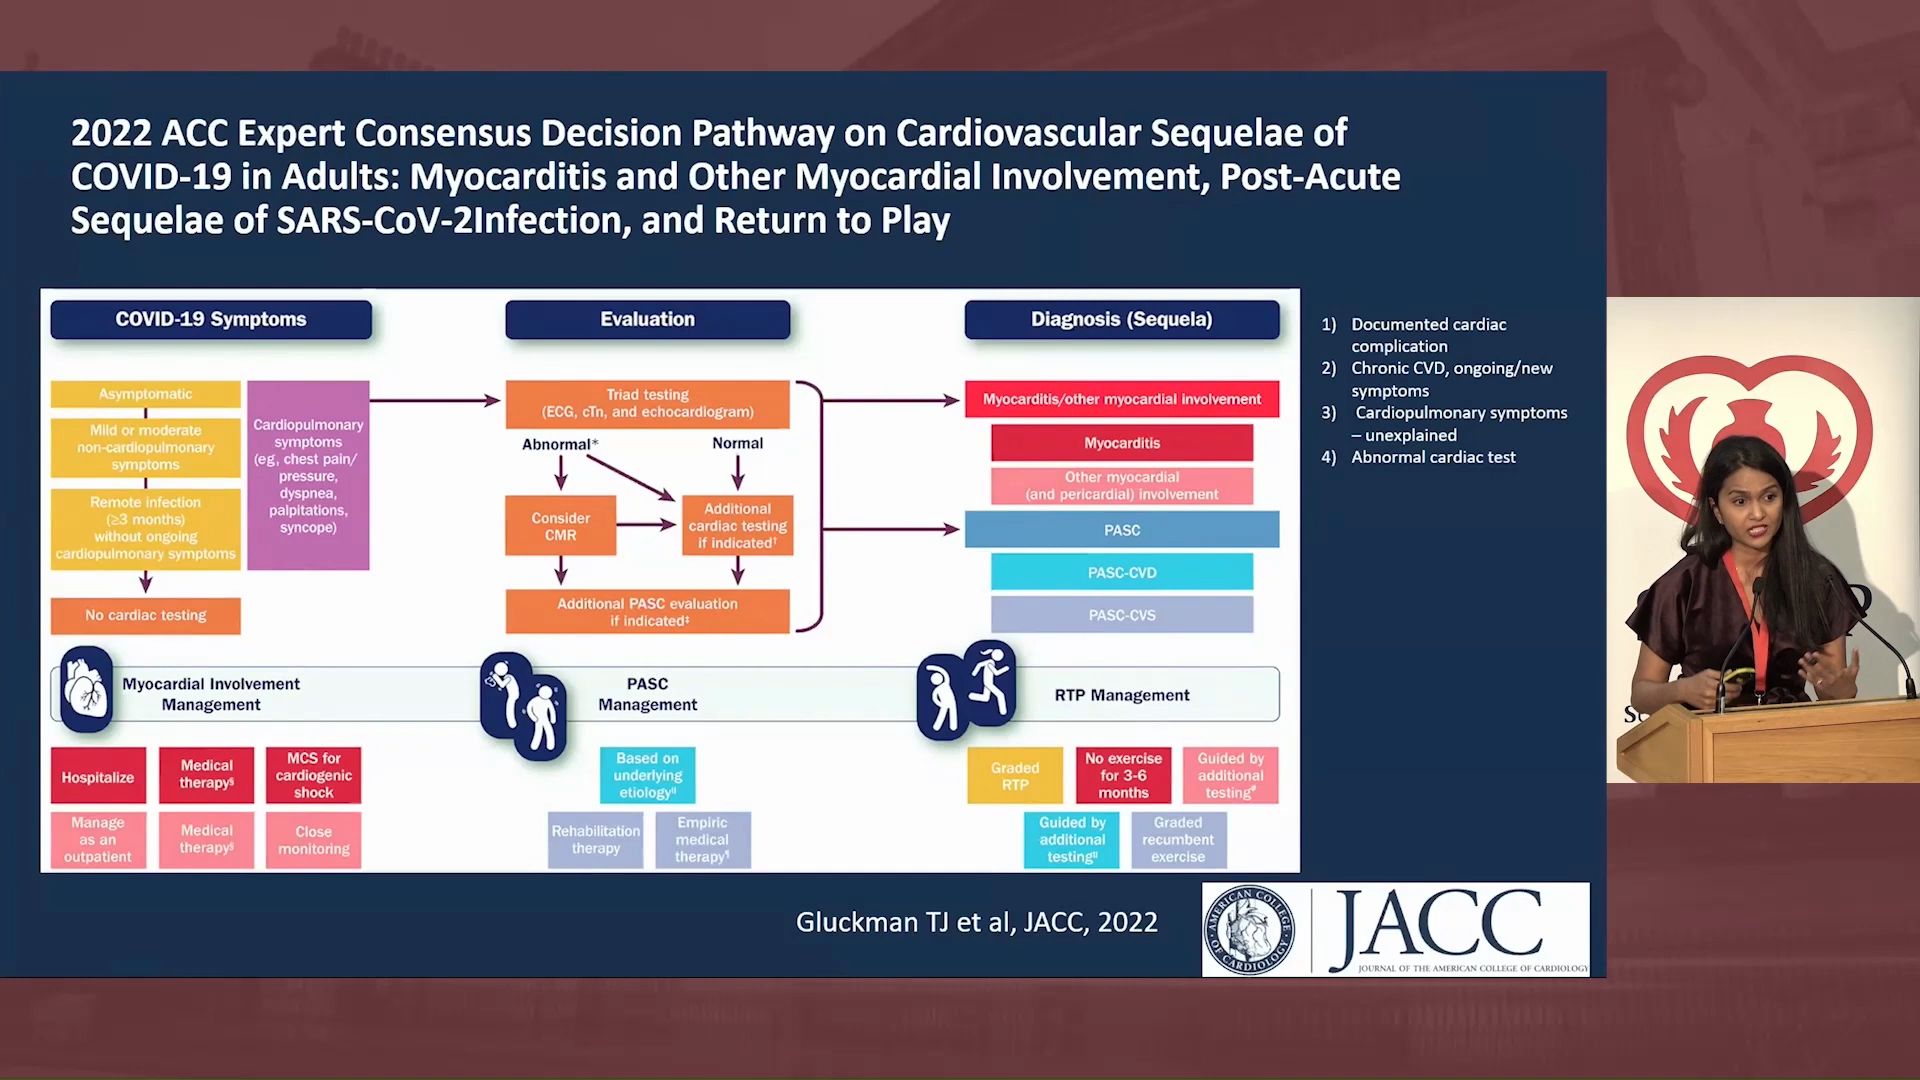 2022 ACC Expert Consensus Decision Pathway on Cardiovascular Sequelae of
COVID-19 in Adults: Myocarditis and Other Myocardial Involvement, Post-Acute
Sequelae of SARS-CoV-2Infection, and Return to Play
COVID-19 Symptoms
Asymptomatic
Mild or moderate
non-cardiopulmonary
symptoms
Remote infection
(≥3 months)
without ongoing
cardiopulmonary symptoms
No cardiac testing
Cardiopulmonary
symptoms
(eg, chest pain/
pressure,
dyspnea,
palpitations,
syncope)
Evaluation
Triad testing
(ECG, cTn, and echocardiogram)
Abnormal*
Normal
Consider
CMR
Additional
cardiac testing
if indicated†
Additional PASC evaluation
if indicated‡
Diagnosis (Sequela)
Myocarditis/other myocardial involvement
Myocarditis
Other myocardial
(and pericardial) involvement
PASC
PASC-CVD
PASC-CVS
1) Documented cardiac
complication
2) Chronic CVD, ongoing/new
symptoms
3) Cardiopulmonary symptoms
– unexplained
4) Abnormal cardiac test
Myocardial Involvement
Management
PASC
Management
RTP Management
Hospitalize
Medical
therapy§
MCS for
cardiogenic
shock
Manage
as an
outpatient
Medical
therapy§
Close
monitoring
Based on
underlying
etiology||
Rehabilitation
therapy
Empiric
medical
therapy¶
Graded
RTP
No exercise
for 3-6
months
Guided by
additional
testing#
Guided by
additional
testing||
Graded
recumbent
exercise
Gluckman TJ et al, JACC, 2022
AMERICAN COLLEGE
OF CARDIOLOGY
JACC
JOURNAL OF THE AMERICAN COLLEGE OF CARDIOLOGY